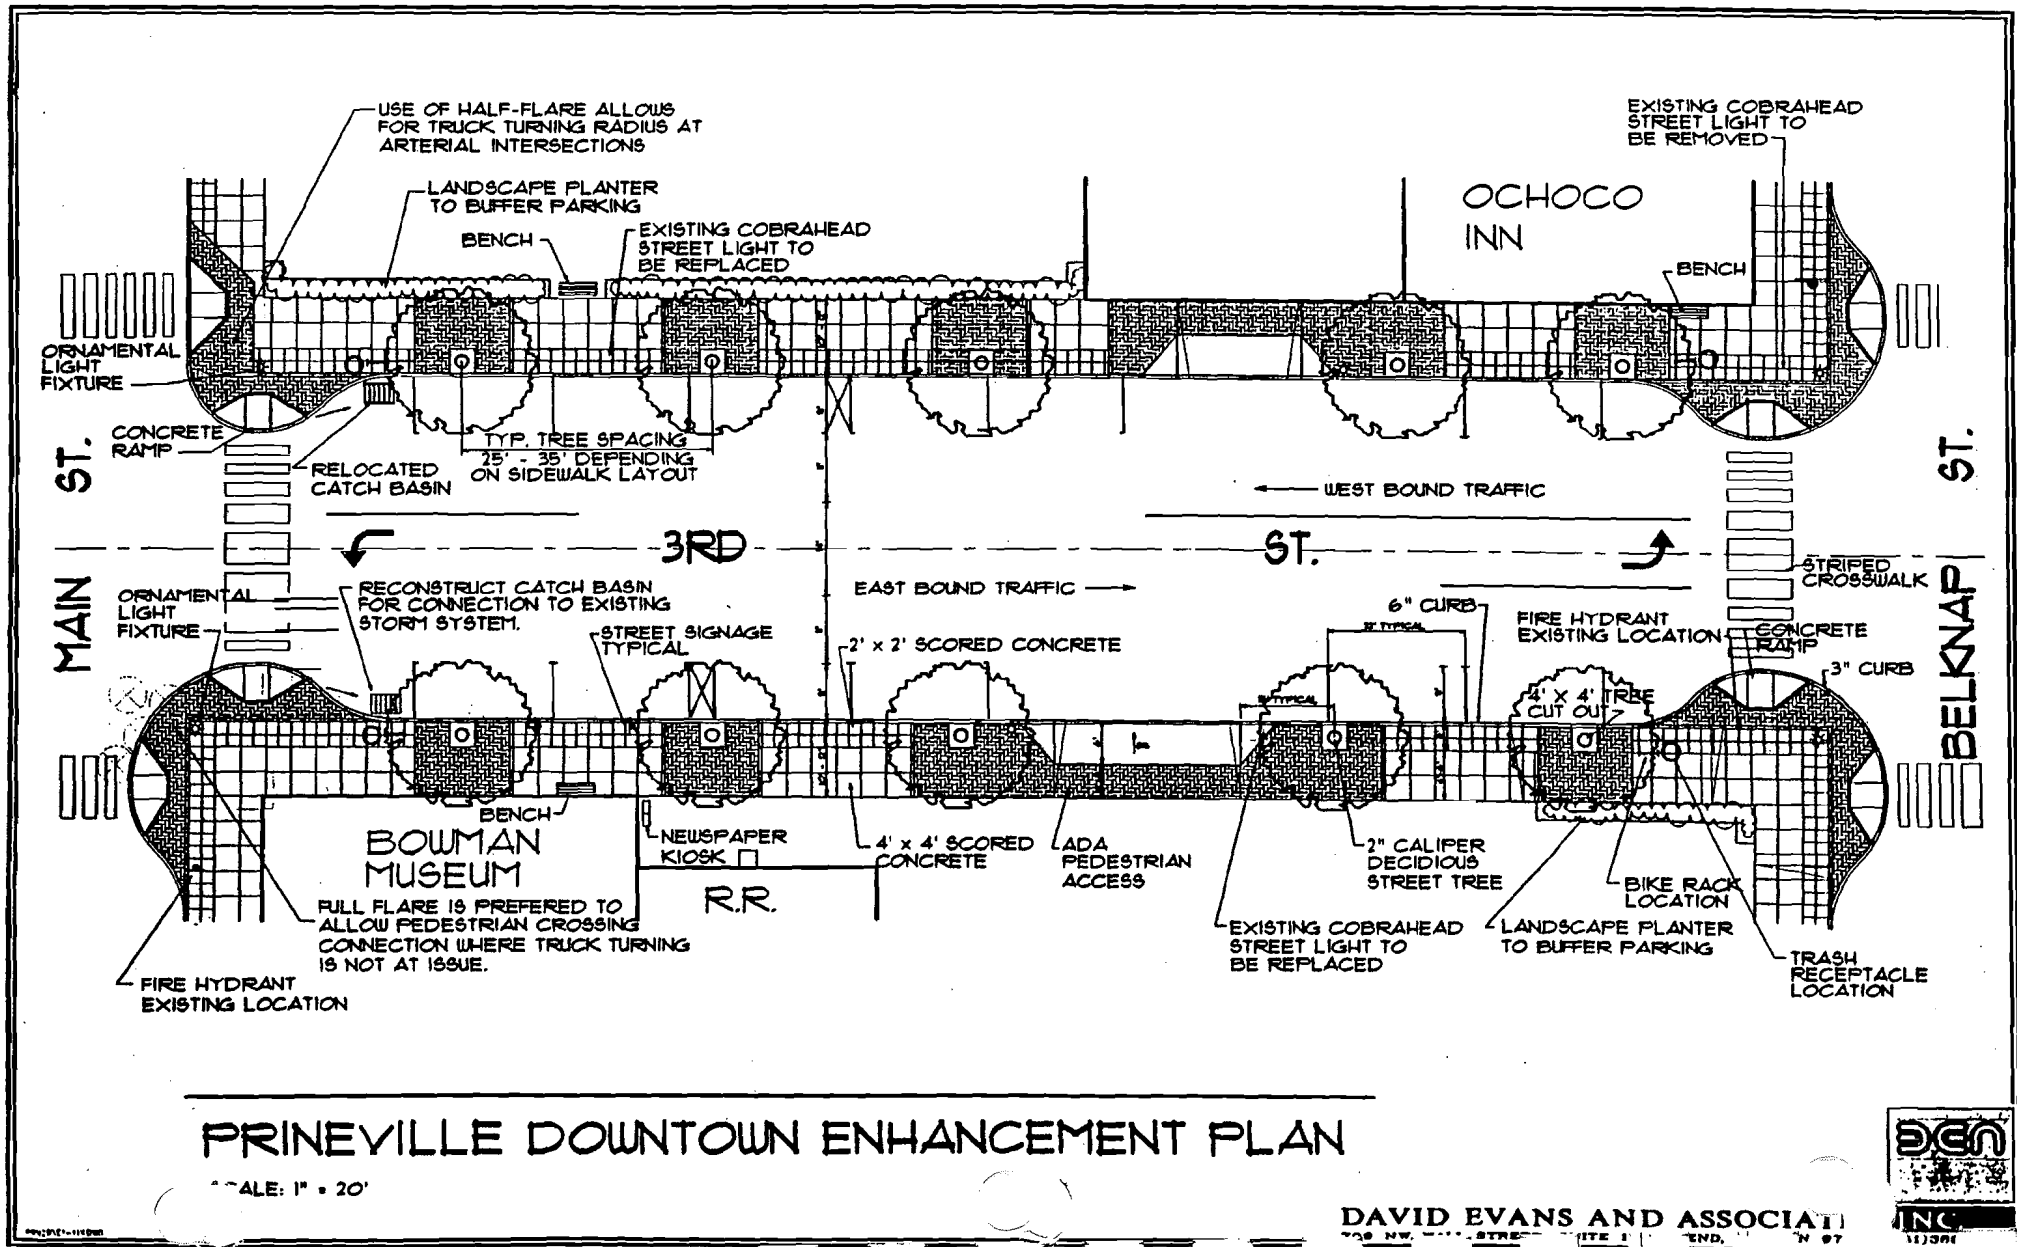 USE OF HALF-FLARE ALLOWS
FOR TRUCK TURNING RADIUS AT
ARTERIAL INTERSECTIONS
EXISTING COBRAHEAD
STREET LIGHT TO
BE REMOVED
LANDSCAPE PLANTER
TO BUFFER PARKING
OCHOCO
INN
BENCH
EXISTING COBRAHEAD
STREET LIGHT TO
BE REPLACED
BENCH
ORNAMENTAL
LIGHT
FIXTURE
CONCRETE
RAMP
RELOCATED
CATCH BASIN
TYP. TREE SPACING
25' - 35' DEPENDING
ON SIDEWALK LAYOUT
WEST BOUND TRAFFIC
MAIN ST.
3RD ST.
BELKNAP ST.
STRIPED
CROSSWALK
ORNAMENTAL
LIGHT
FIXTURE
RECONSTRUCT CATCH BASIN
FOR CONNECTION TO EXISTING
STORM SYSTEM.
EAST BOUND TRAFFIC
STREET SIGNAGE
TYPICAL
2' x 2' SCORED CONCRETE
6" CURB
TYPICAL
FIRE HYDRANT
EXISTING LOCATION
CONCRETE
RAMP
3" CURB
TYPICAL
4' X 4' TREE
CUT OUT
BENCH
BOWMAN
MUSEUM
NEWSPAPER
KIOSK
R.R.
4' x 4' SCORED
CONCRETE
ADA
PEDESTRIAN
ACCESS
2" CALIPER
DECIDIOUS
STREET TREE
BIKE RACK
LOCATION
FULL FLARE IS PREFERED TO
ALLOW PEDESTRIAN CROSSING
CONNECTION WHERE TRUCK TURNING
IS NOT AT ISSUE.
EXISTING COBRAHEAD
STREET LIGHT TO
BE REPLACED
LANDSCAPE PLANTER
TO BUFFER PARKING
TRASH
RECEPTACLE
LOCATION
FIRE HYDRANT
EXISTING LOCATION
PRINEVILLE DOWNTOWN ENHANCEMENT PLAN
ALE: 1" = 20'
DAVID EVANS AND ASSOCIAT INC